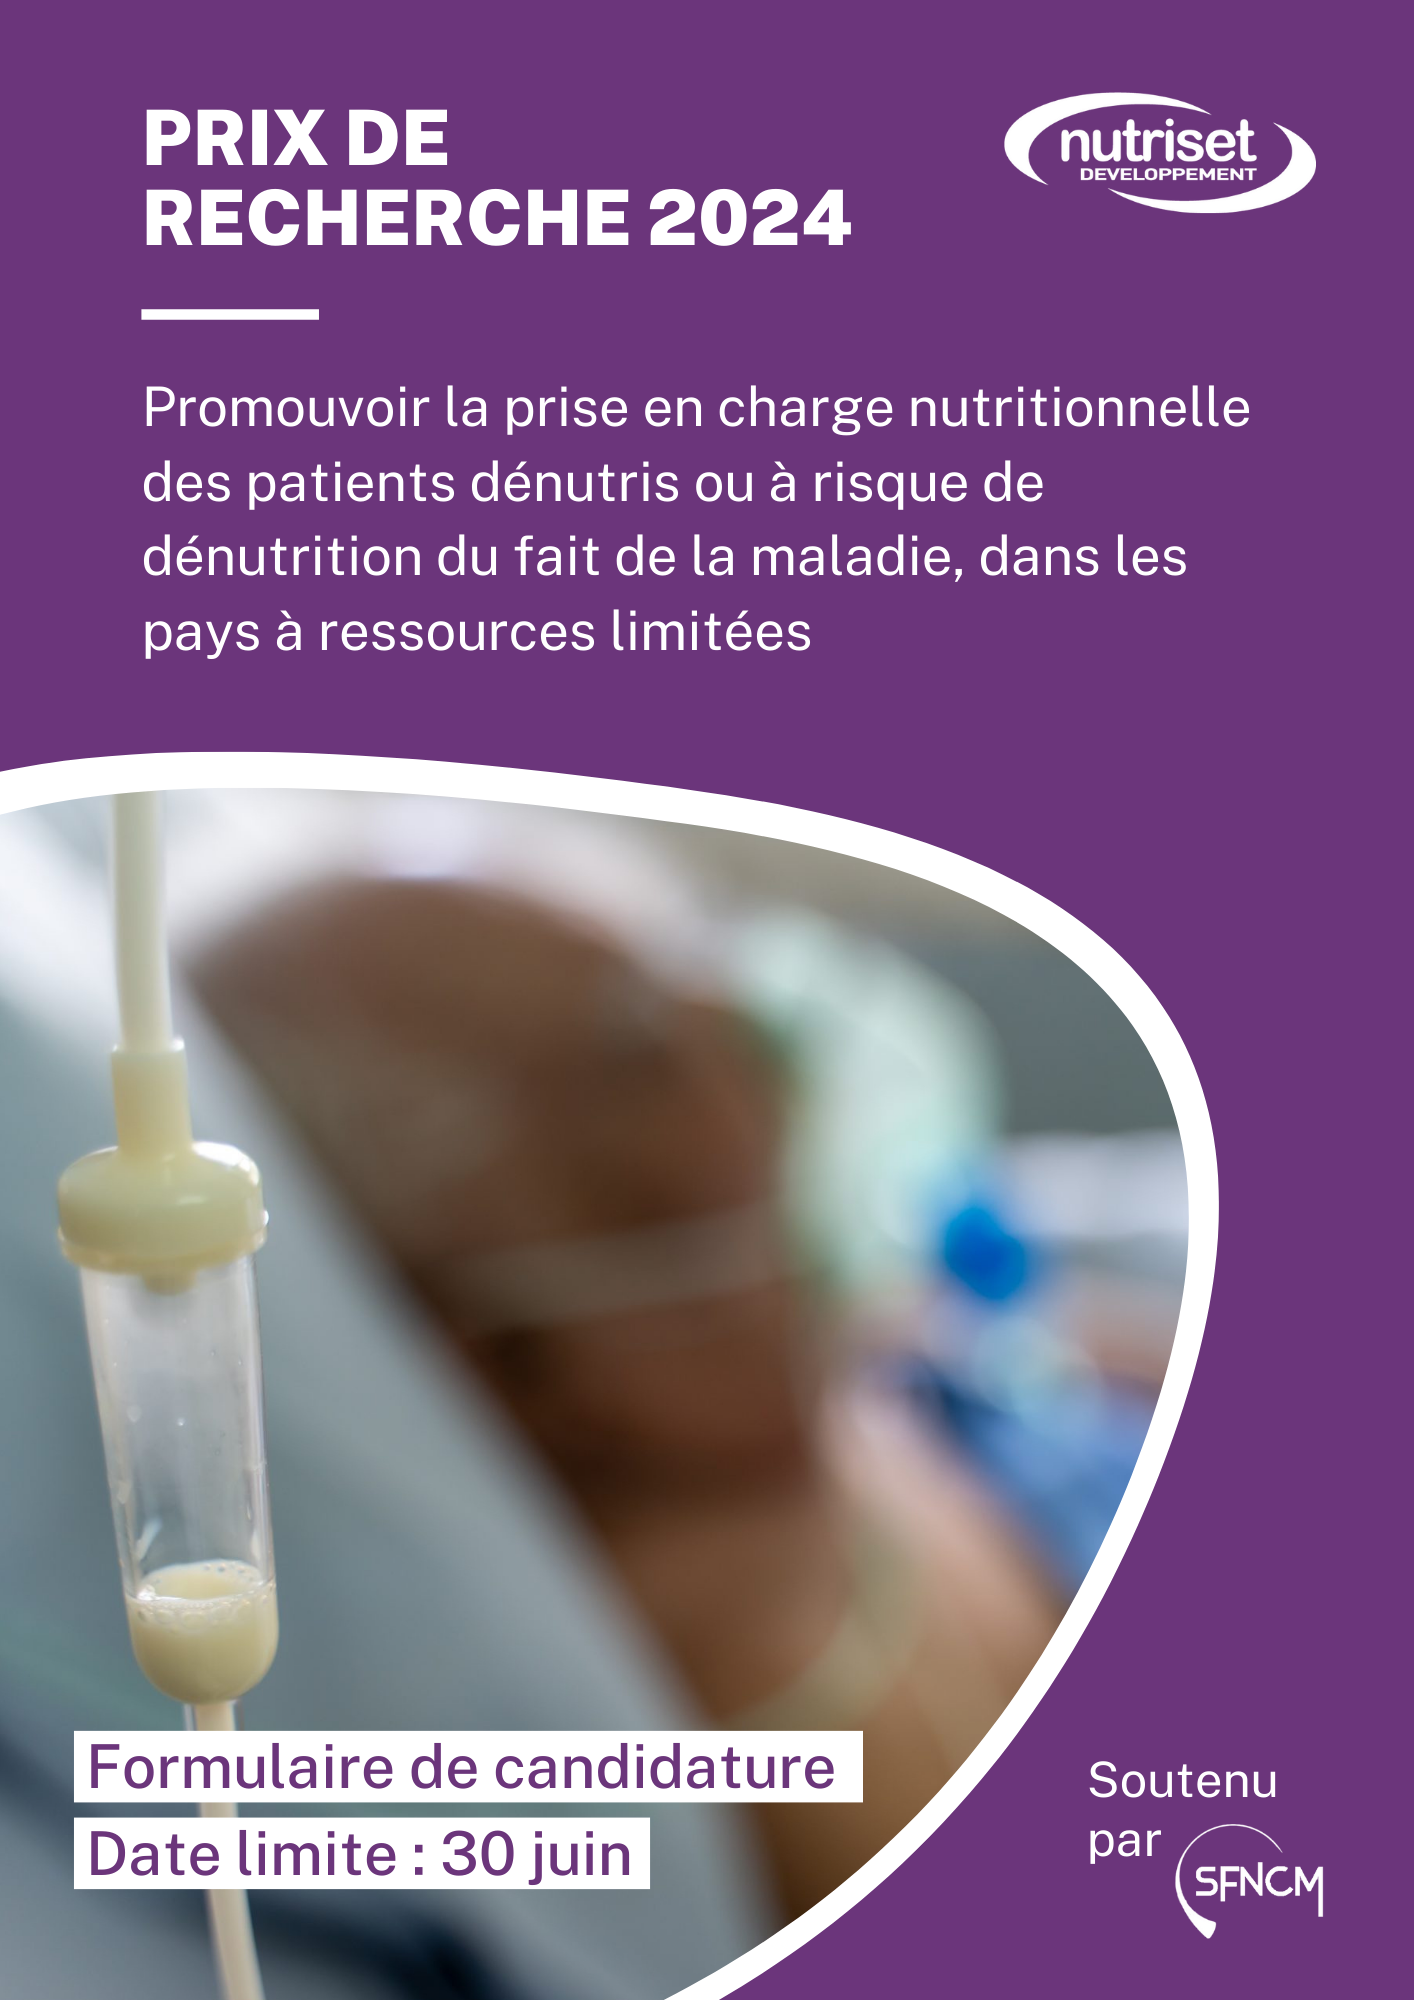 PRIX DE
RECHERCHE 2024
nutriset
DEVELOPPEMENT
Promouvoir la prise en charge nutritionnelle
des patients dénutris ou à risque de
dénutrition du fait de la maladie, dans les
pays à ressources limitées
Formulaire de candidature
Date limite : 30 juin
Soutenu
par
SFNCM